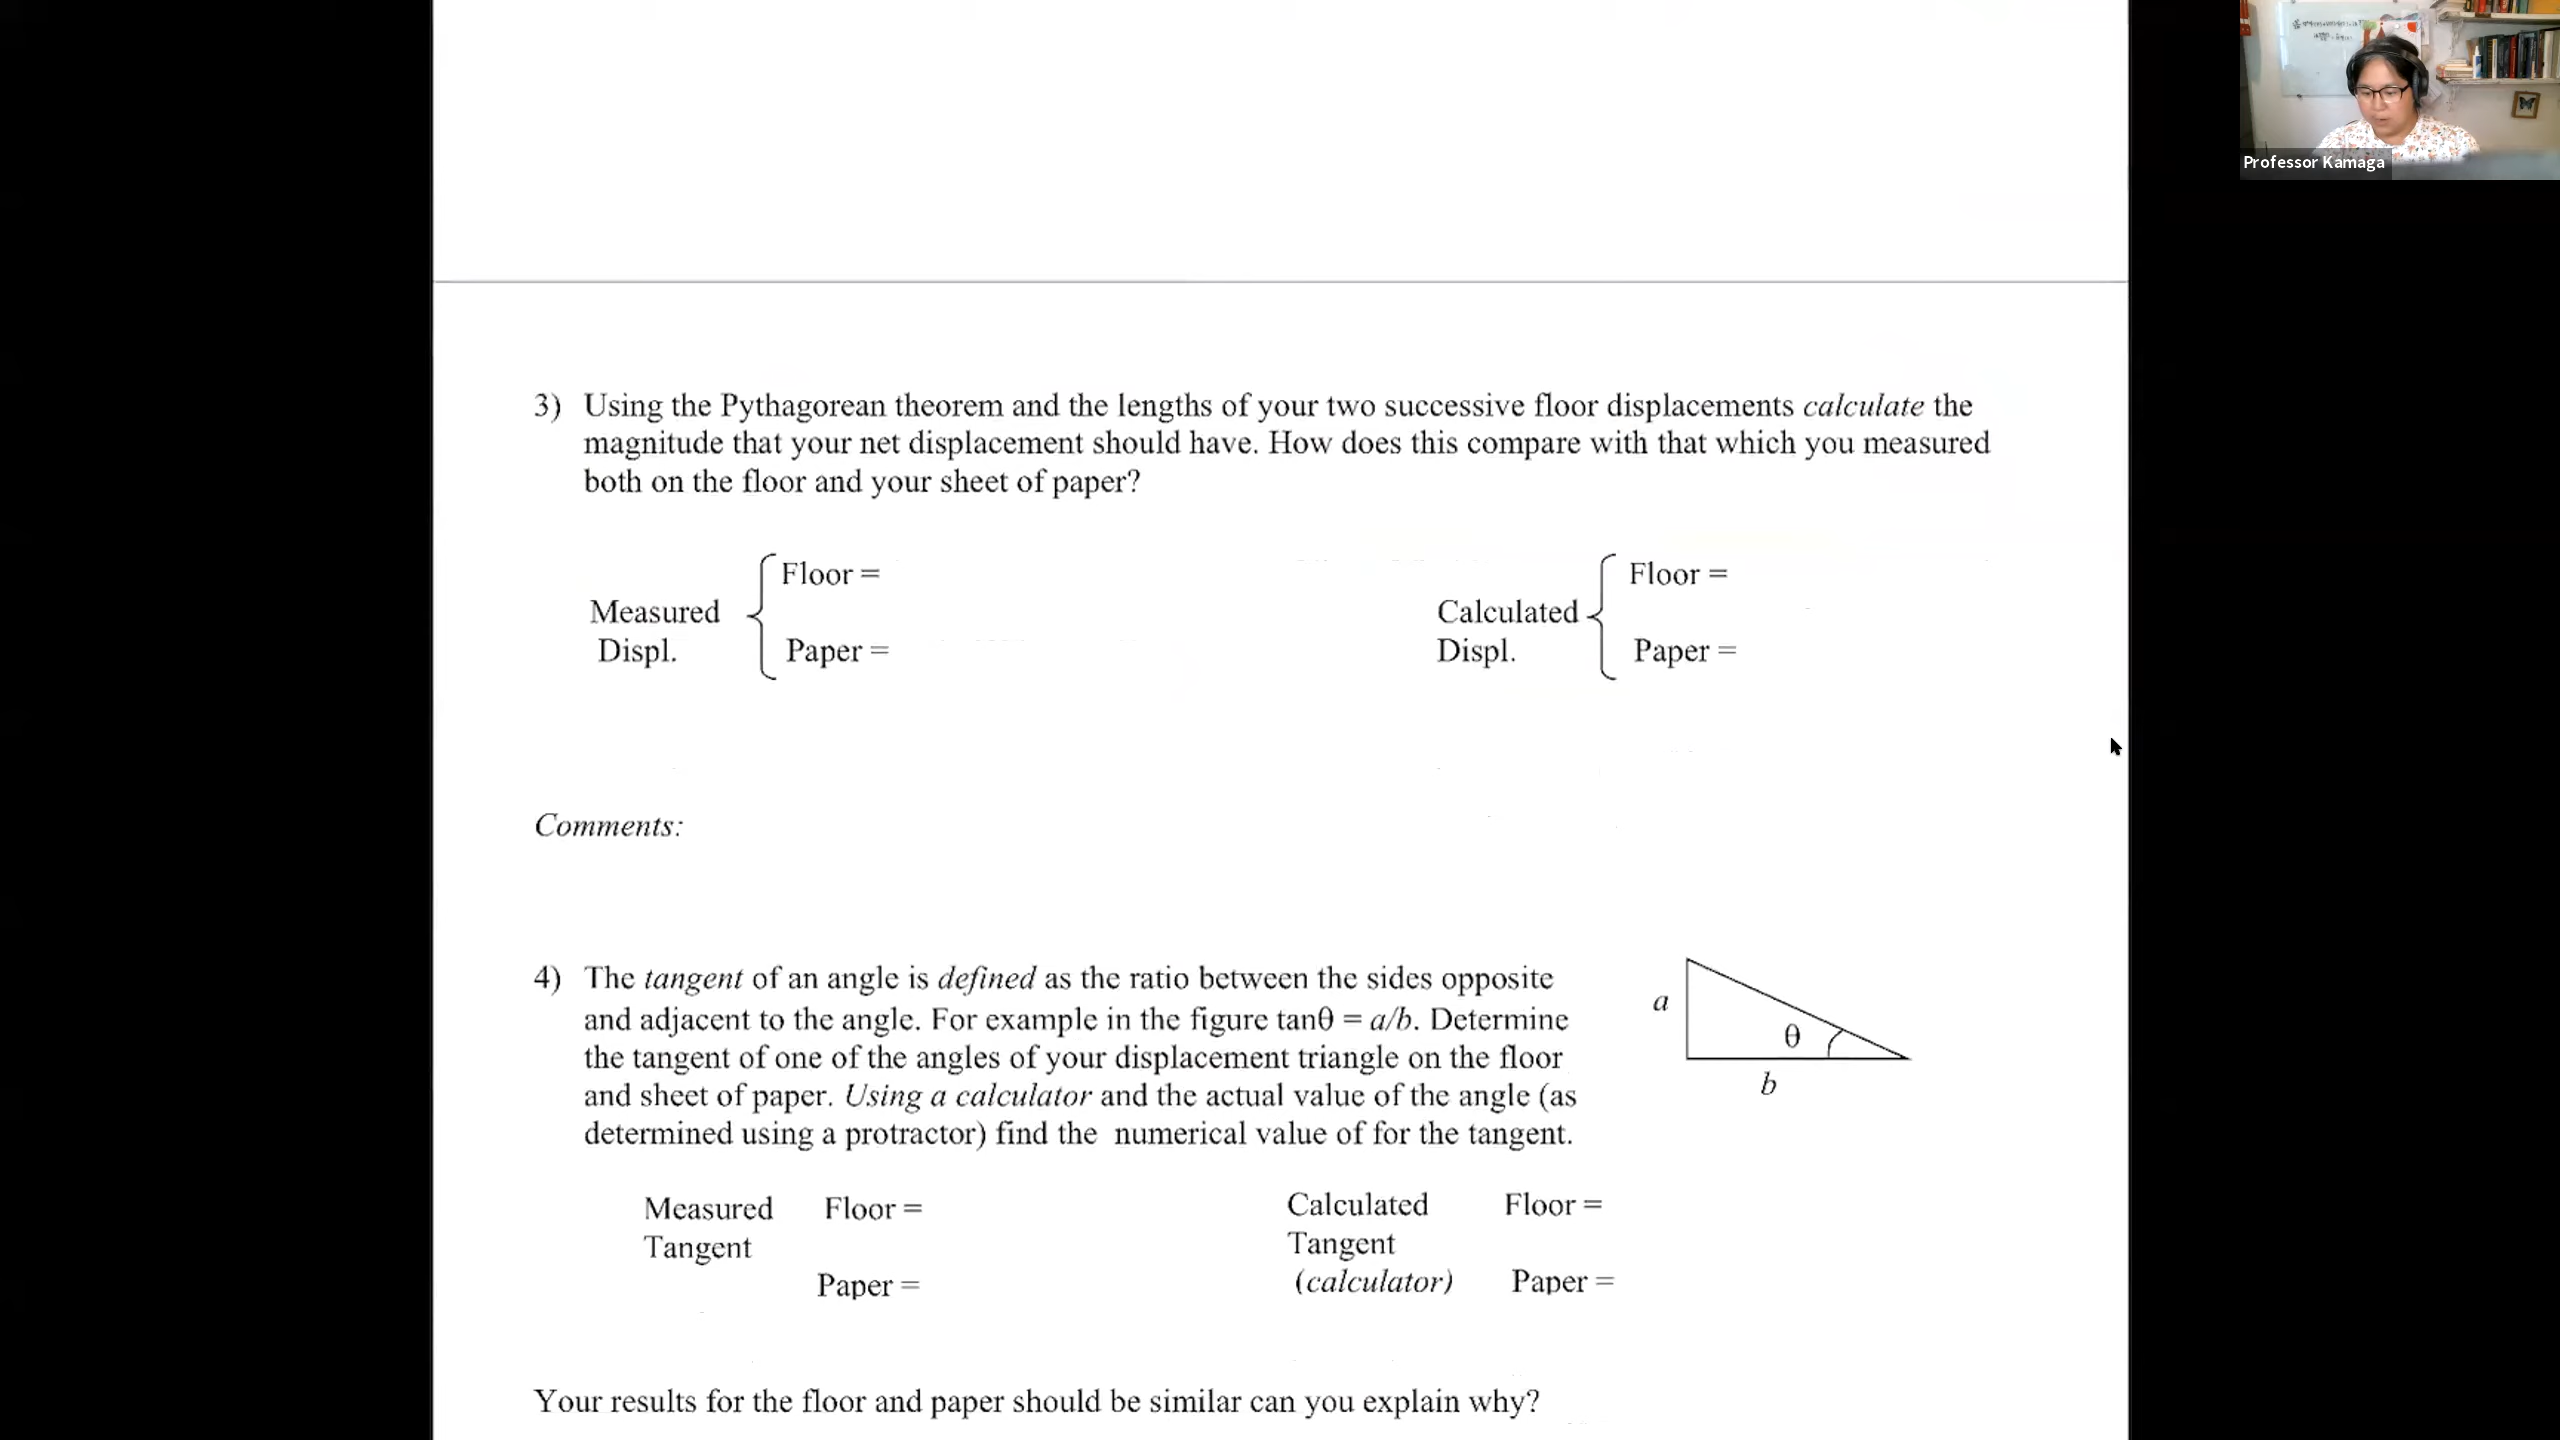 Professor Kamaga
3) Using the Pythagorean theorem and the lengths of your two successive floor displacements calculate the
magnitude that your net displacement should have. How does this compare with that which you measured
both on the floor and your sheet of paper?
Measured Displ.
Floor =
Paper =
Calculated Displ.
Floor =
Paper =
Comments:
4) The tangent of an angle is defined as the ratio between the sides opposite
and adjacent to the angle. For example in the figure tanθ = a/b. Determine
the tangent of one of the angles of your displacement triangle on the floor
and sheet of paper. Using a calculator and the actual value of the angle (as
determined using a protractor) find the numerical value of for the tangent.
a
θ
b
Measured Tangent
Floor =
Paper =
Calculated
Tangent
(calculator)
Floor =
Paper =
Your results for the floor and paper should be similar can you explain why?